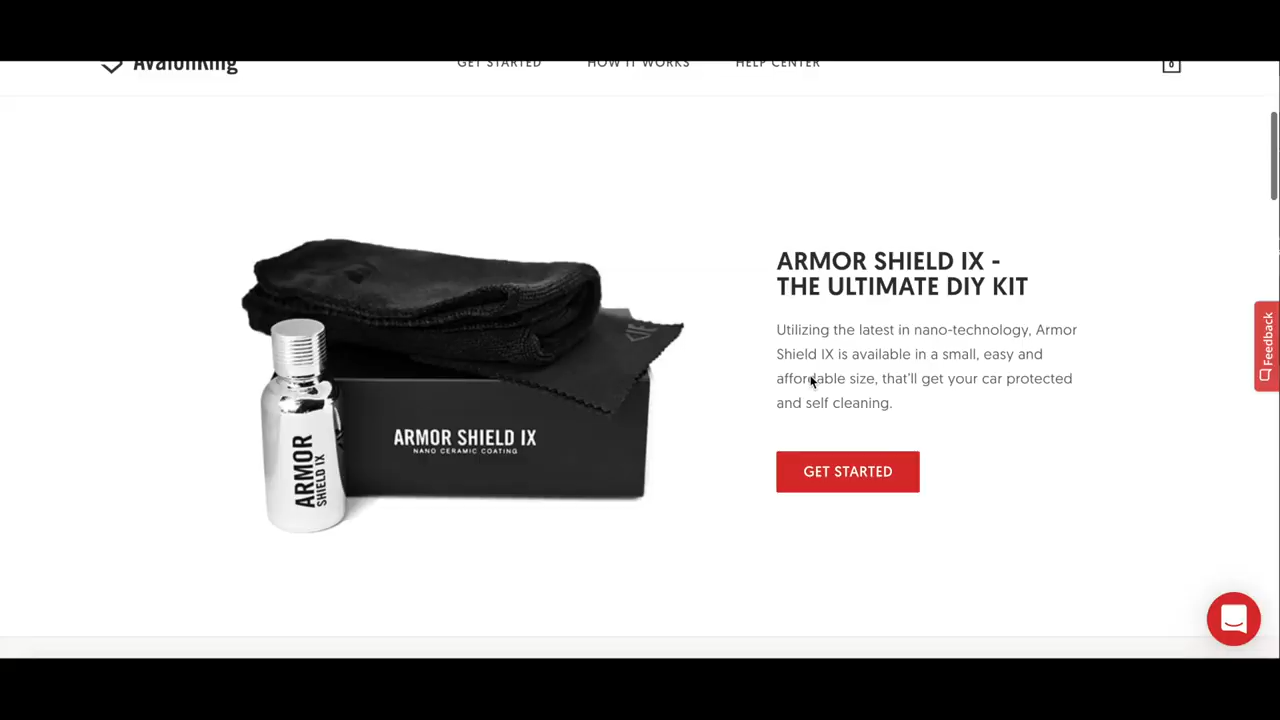 AvalonKing
GET STARTED
HOW IT WORKS
HELP CENTER
0
ARMOR SHIELD IX -
THE ULTIMATE DIY KIT
Utilizing the latest in nano-technology, Armor
Shield IX is available in a small, easy and
affordable size, that'll get your car protected
and self cleaning.
GET STARTED
ARMOR SHIELD IX
NANO CERAMIC COATING
ARMOR
SHIELD IX
Feedback